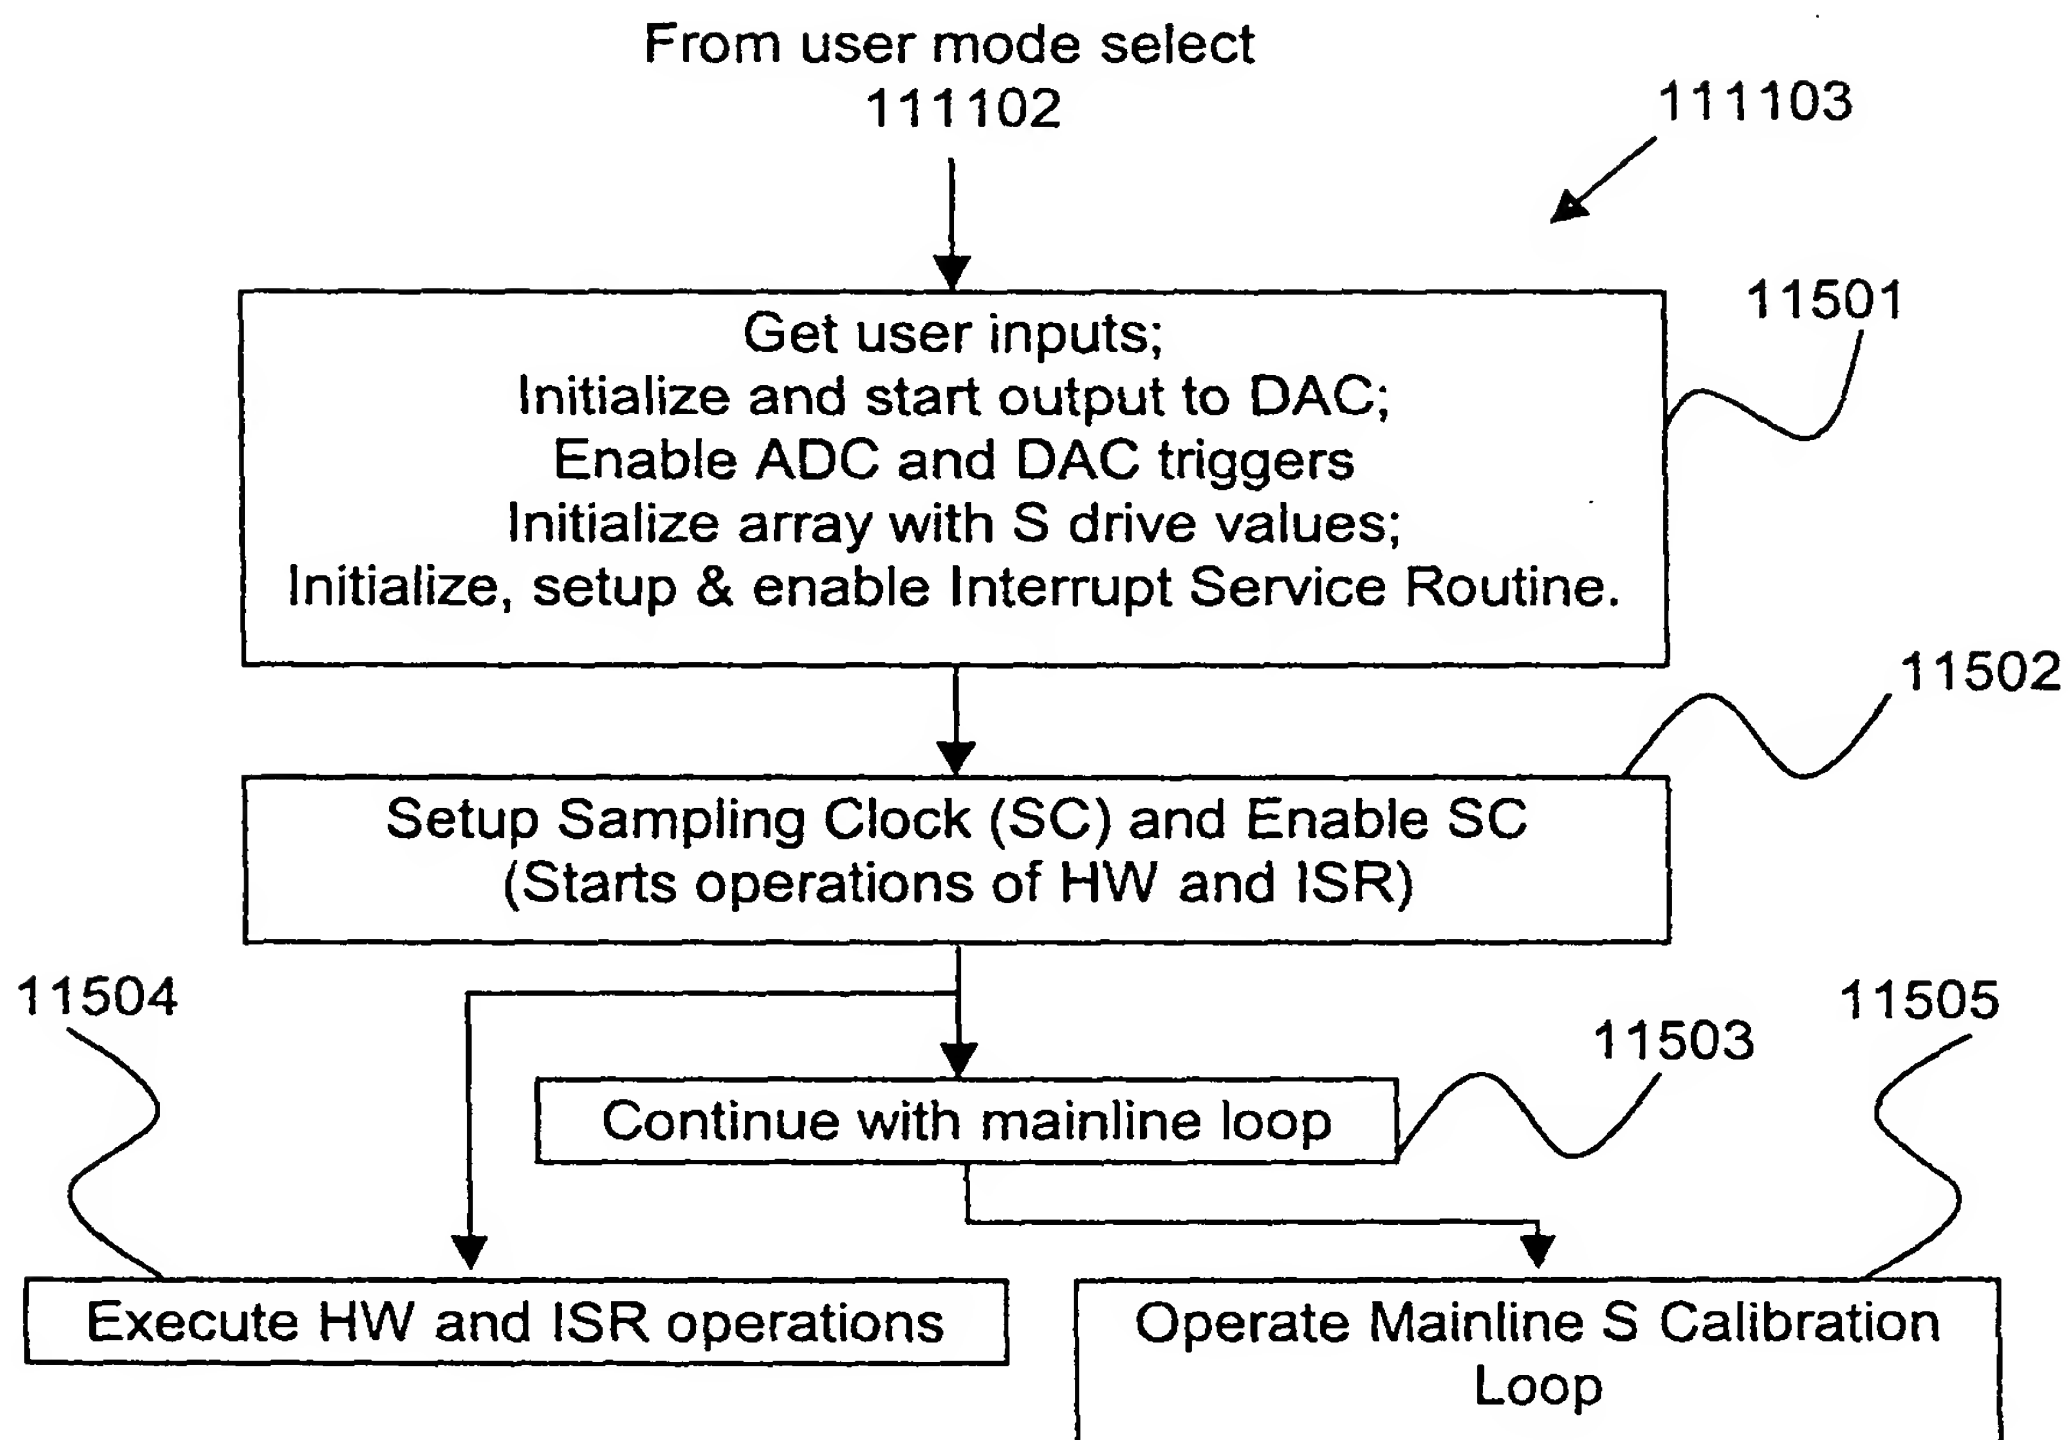 From user mode select
111102
111103
11501
Get user inputs;
Initialize and start output to DAC;
Enable ADC and DAC triggers
Initialize array with S drive values;
Initialize, setup & enable Interrupt Service Routine.
11502
Setup Sampling Clock (SC) and Enable SC
(Starts operations of HW and ISR)
11504
11503
11505
Continue with mainline loop
Execute HW and ISR operations
Operate Mainline S Calibration
Loop